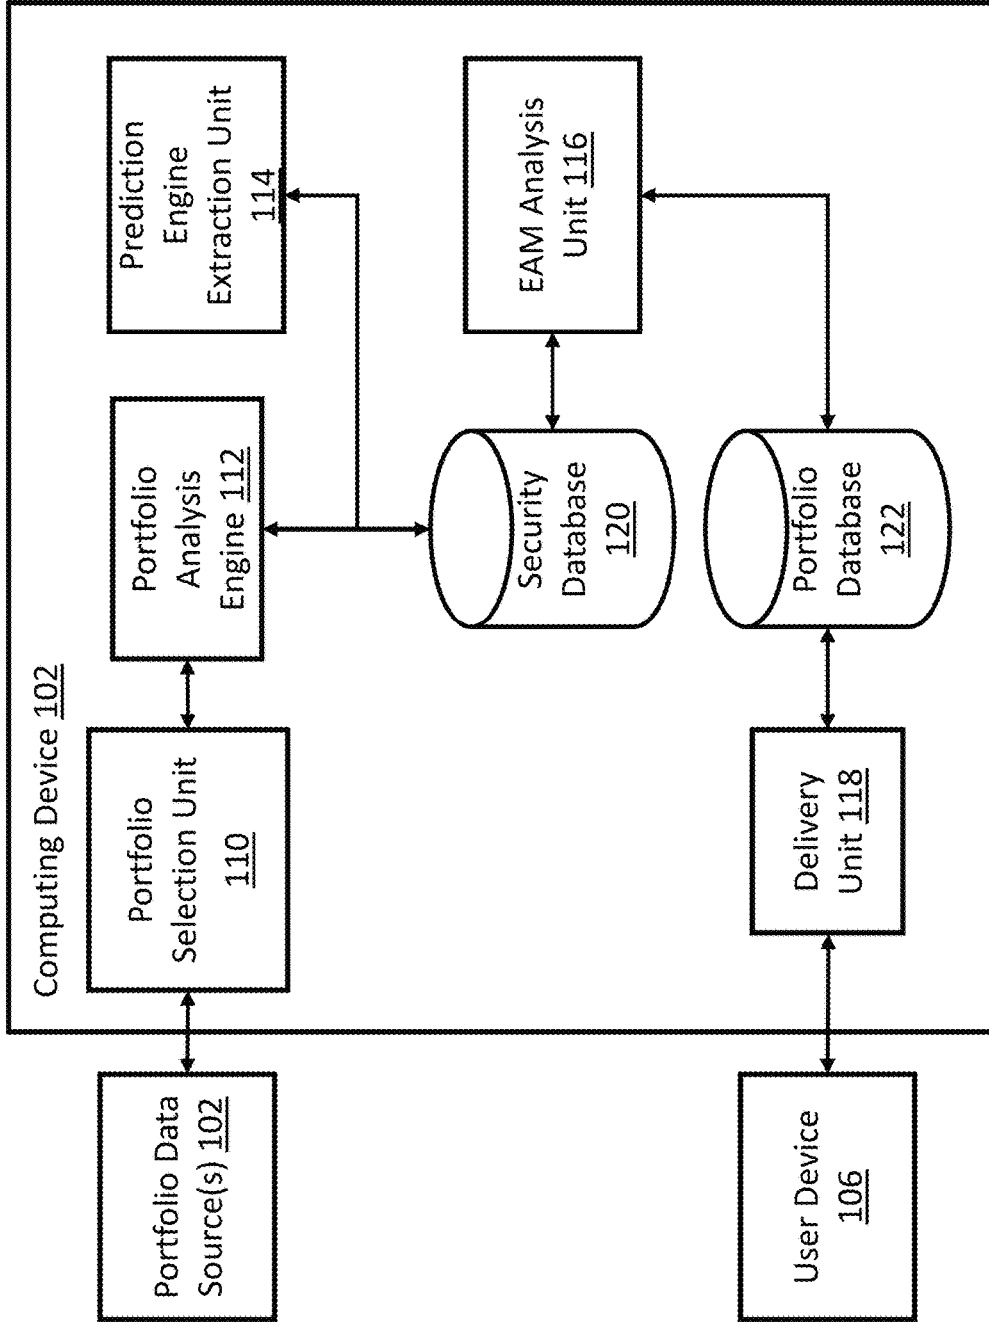 Computing Device 102
Portfolio Data
Source(s) 102
Portfolio
Selection Unit
110
Portfolio
Analysis
Engine 112
Prediction
Engine
Extraction Unit
114
Security
Database
120
EAM Analysis
Unit 116
User Device
106
Delivery
Unit 118
Portfolio
Database
122